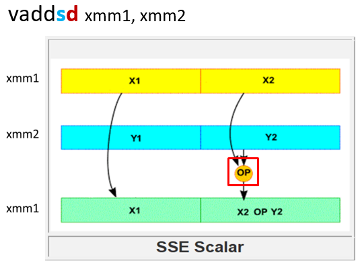 vaddsd xmm1, xmm2
xmm1 X1 X2
xmm2 Y1 Y2
OP
xmm1 X1 X2 OP Y2
SSE Scalar